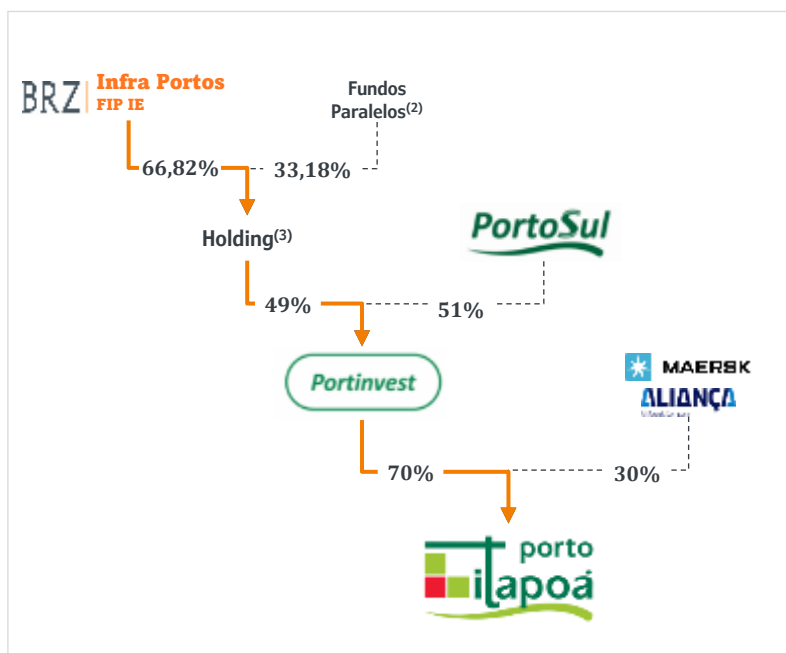 BRZ
Infra Portos
FIP IE
Fundos
Paralelos(2)
66,82%
33,18%
Holding(3)
PortoSul
49%
51%
Portinvest
MAERSK
ALIANÇA
70%
30%
porto
itapoá